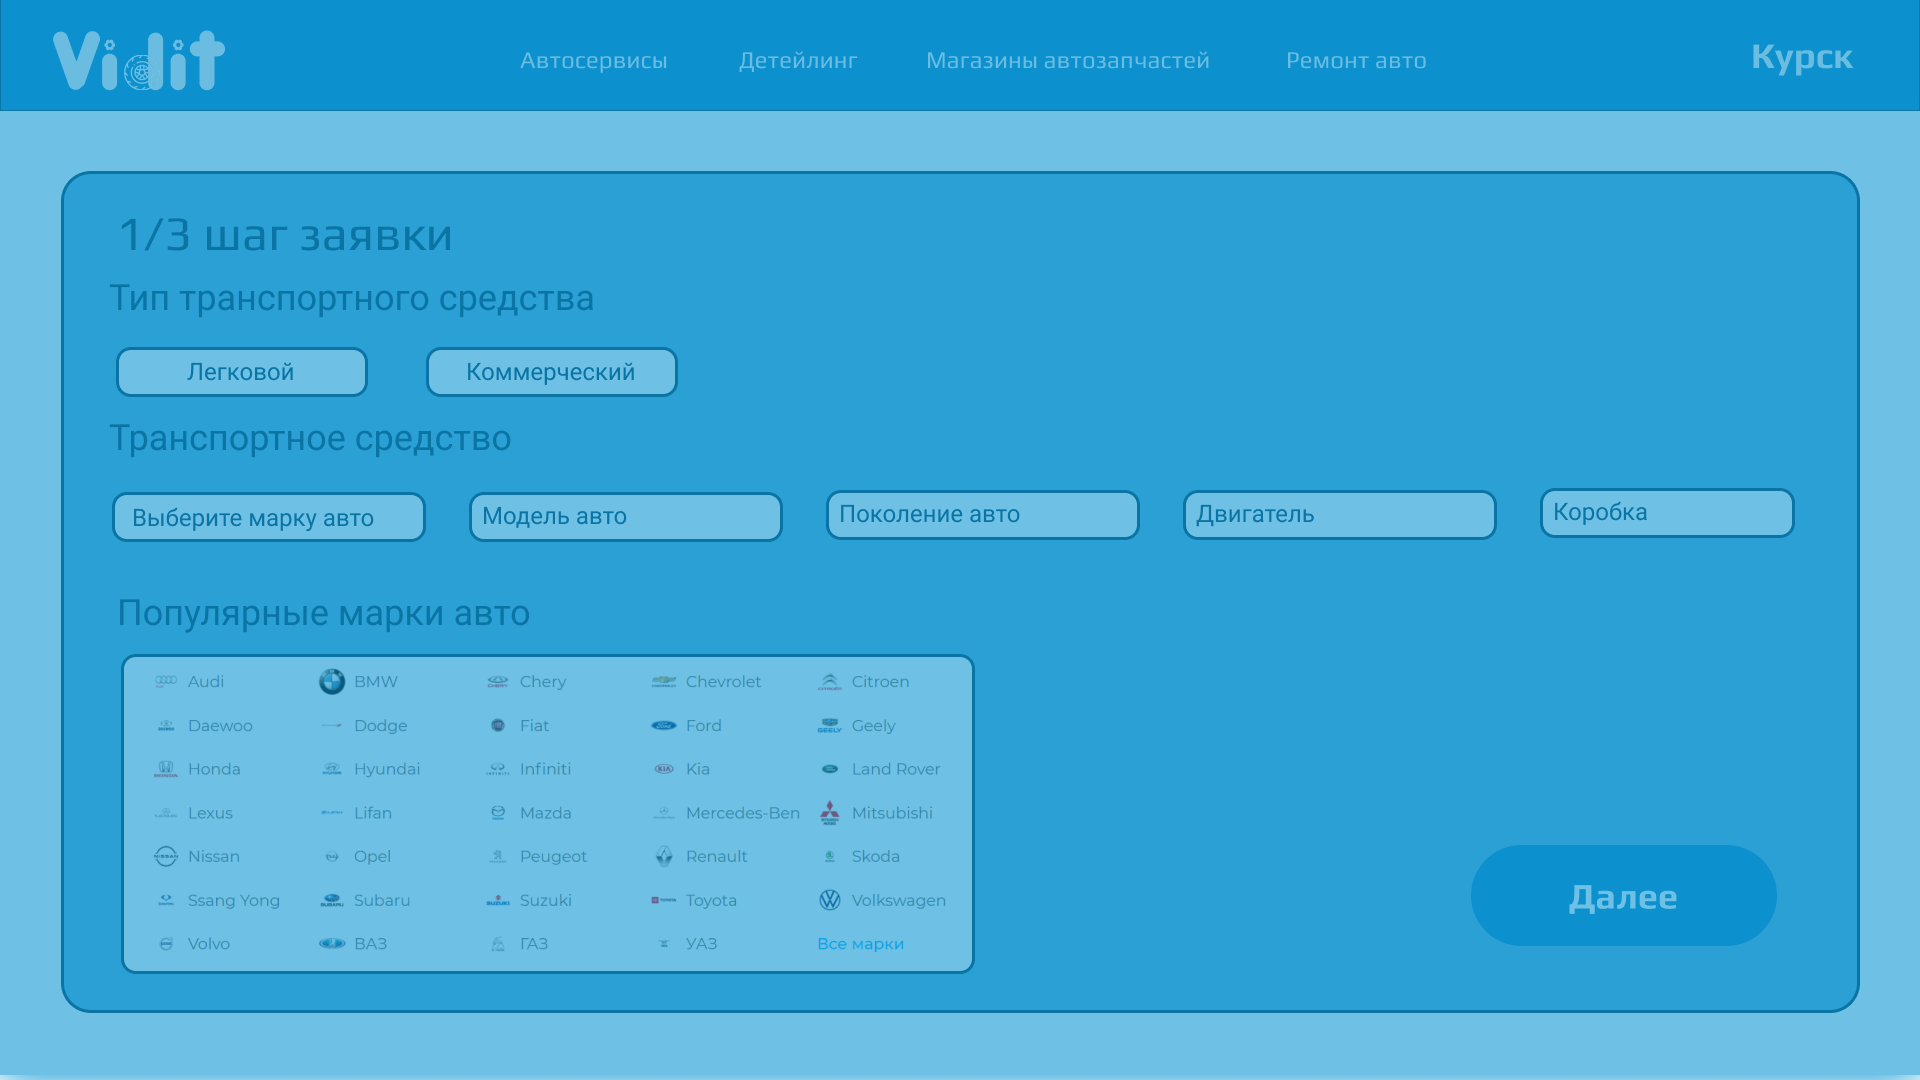 Vidit
Автосервисы Детейлинг Магазины автозапчастей Ремонт авто Курск
1/3 шаг заявки
Тип транспортного средства
Легковой Коммерческий
Транспортное средство
Выберите марку авто Модель авто Поколение авто Двигатель Коробка
Популярные марки авто
Audi BMW Chery Chevrolet Citroen
Daewoo Dodge Fiat Ford Geely
Honda Hyundai Infiniti Kia Land Rover
Lexus Lifan Mazda Mercedes-Ben Mitsubishi
Nissan Opel Peugeot Renault Skoda
Ssang Yong Subaru Suzuki Toyota Volkswagen
Volvo ВАЗ ГАЗ УАЗ Все марки
Далее